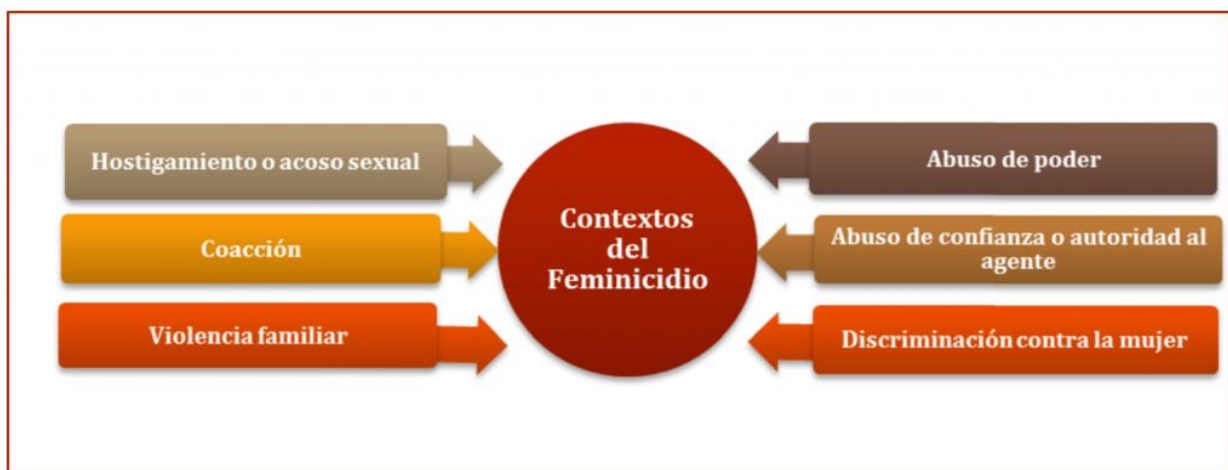 Hostigamiento o acoso sexual
Coacción
Violencia familiar
Contextos
del
Feminicidio
Abuso de poder
Abuso de confianza o autoridad al
agente
Discriminación contra la mujer